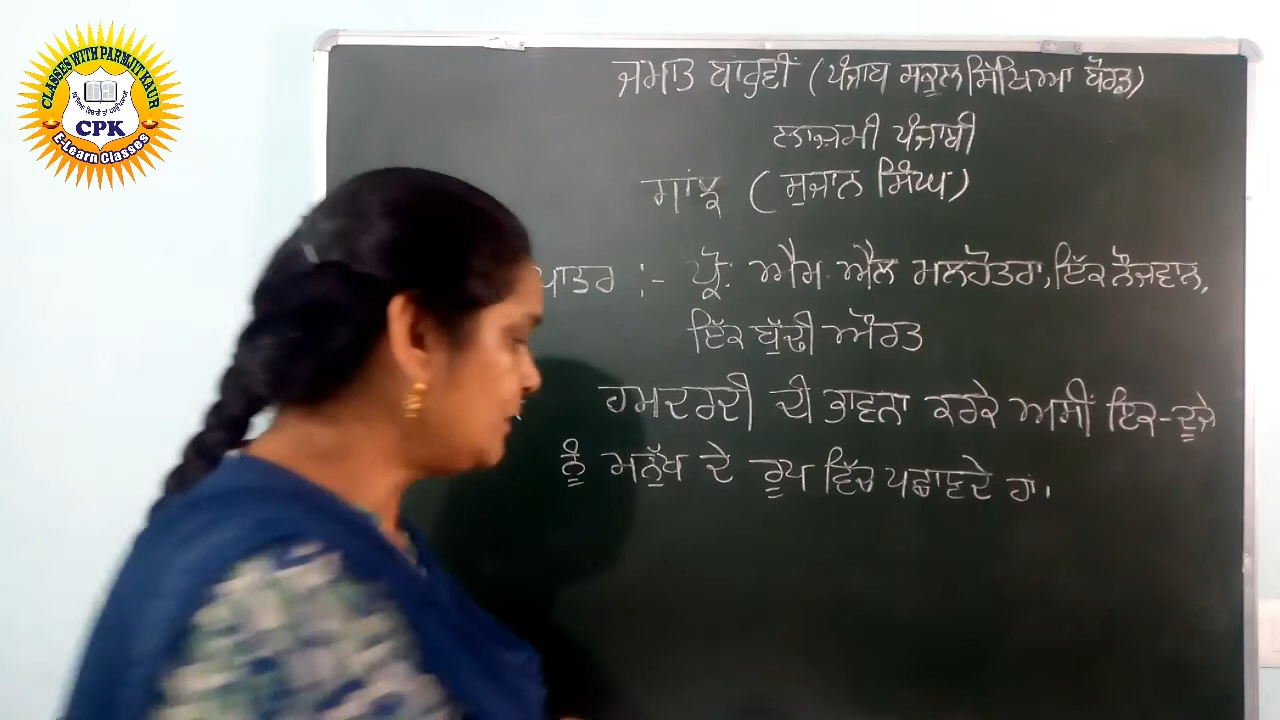 CLASSES WITH PARMJIT KAUR
CPK
E-Learn Classes
ਜਮਾਤ ਬਾਰ੍ਹਵੀਂ (ਪੰਜਾਬ ਸਕੂਲ ਸਿੱਖਿਆ ਬੋਰਡ)
ਲਾਜ਼ਮੀ ਪੰਜਾਬੀ
ਸਾਂਝ (ਸੁਜਾਨ ਸਿੰਘ)
ਪਾਤਰ :- ਪ੍ਰੋ: ਐਮ ਐਲ ਮਲਹੋਤਰਾ, ਇੱਕ ਨੌਜਵਾਨ,
ਇੱਕ ਬੁੱਢੀ ਔਰਤ
ਹਮਦਰਦੀ ਦੀ ਭਾਵਨਾ ਕਰਕੇ ਅਸੀਂ ਇਕ-ਦੂਜੇ
ਨੂੰ ਮਨੁੱਖ ਦੇ ਰੂਪ ਵਿੱਚ ਪਛਾਣਦੇ ਹਾਂ।